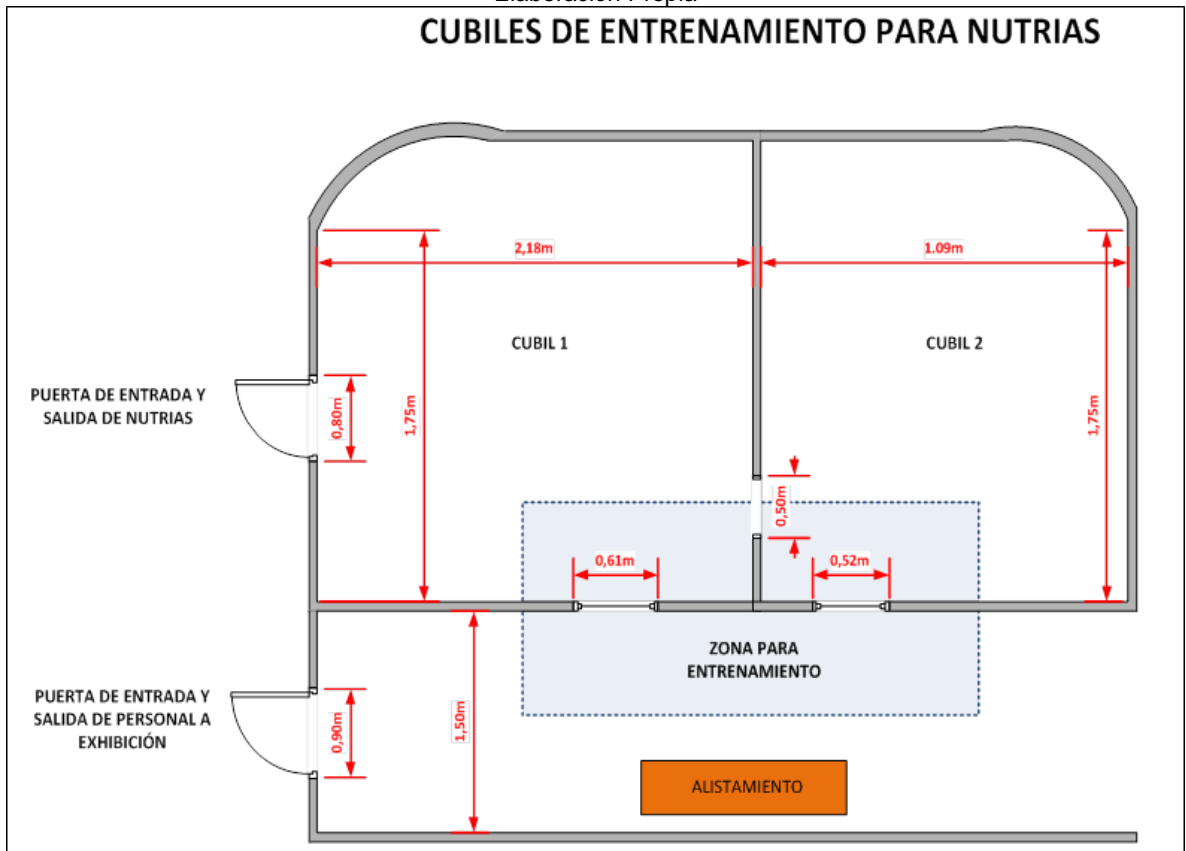 Elaboración Propia
CUBILES DE ENTRENAMIENTO PARA NUTRIAS
2,18m
1.09m
CUBIL 1
CUBIL 2
PUERTA DE ENTRADA Y
SALIDA DE NUTRIAS
0,80m
1,75m
1,75m
0,50m
0,61m
0,52m
ZONA PARA
ENTRENAMIENTO
PUERTA DE ENTRADA Y
SALIDA DE PERSONAL A
EXHIBICIÓN
0,90m
1,50m
ALISTAMIENTO